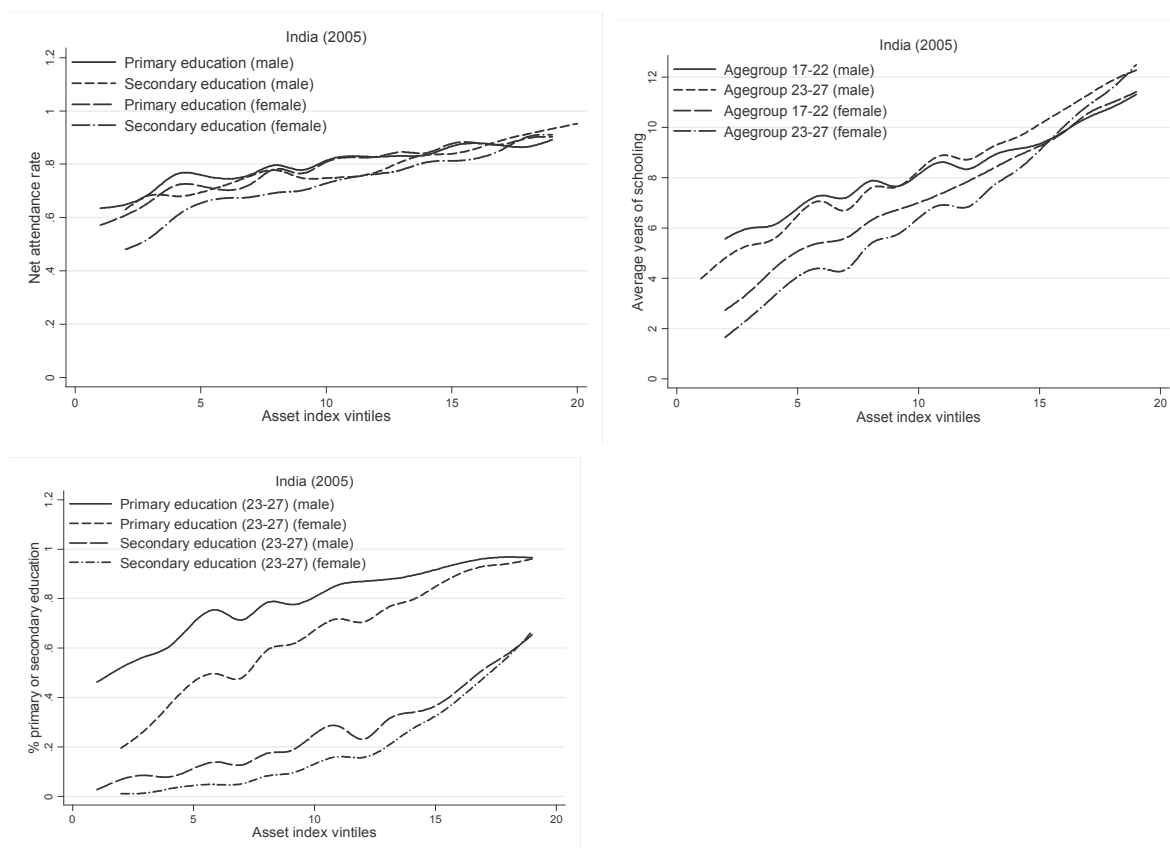 India (2005)
Primary education (male)
Secondary education (male)
Primary education (female)
Secondary education (female)
Net attendance rate
0 .2 .4 .6 .8 1 1.2
0 5 10 15 20
Asset index vintiles
India (2005)
Agegroup 17-22 (male)
Agegroup 23-27 (male)
Agegroup 17-22 (female)
Agegroup 23-27 (female)
Average years of schooling
0 2 4 6 8 10 12
0 5 10 15 20
Asset index vintiles
India (2005)
Primary education (23-27) (male)
Primary education (23-27) (female)
Secondary education (23-27) (male)
Secondary education (23-27) (female)
% primary or secondary education
0 .2 .4 .6 .8 1 1.2
0 5 10 15 20
Asset index vintiles